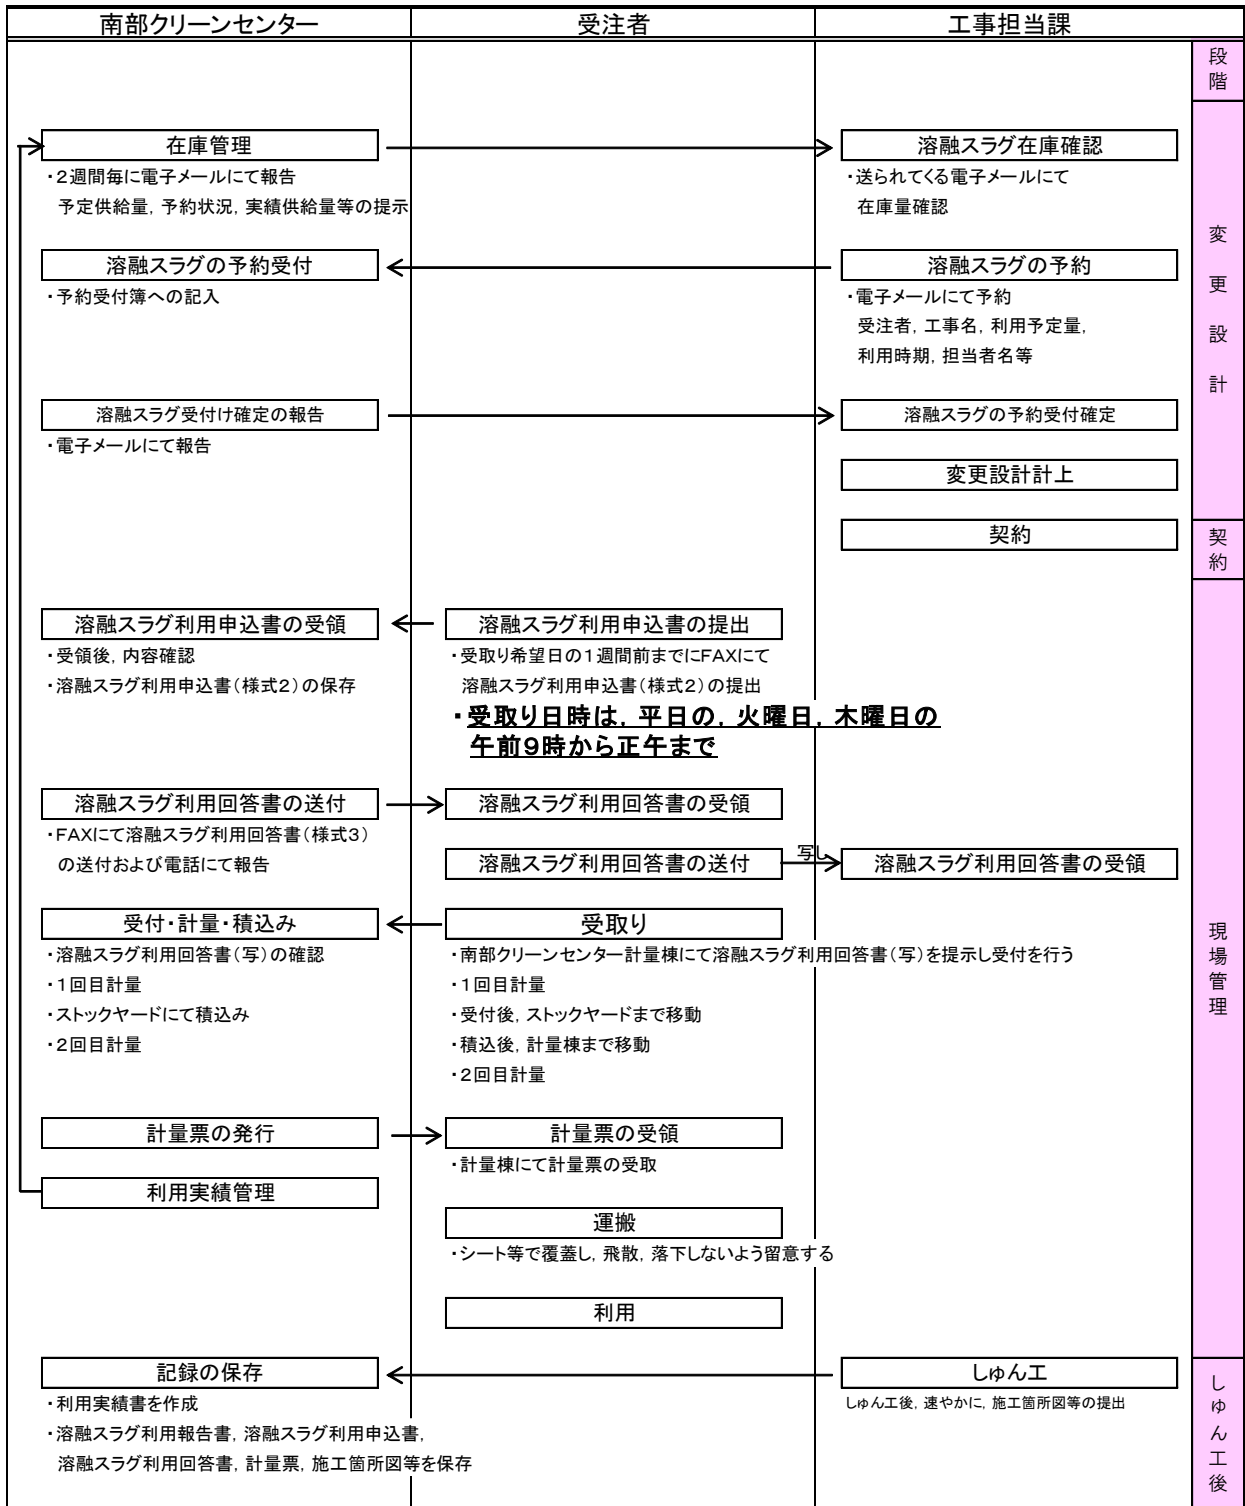 南部クリーンセンター
受注者
工事担当課
段階
在庫管理
溶融スラグ在庫確認
・2週間毎に電子メールにて報告
予定供給量，予約状況，実績供給量等の提示
・送られてくる電子メールにて
在庫量確認
変更設計
溶融スラグの予約受付
溶融スラグの予約
・予約受付簿への記入
・電子メールにて予約
受注者，工事名，利用予定量，
利用時期，担当者名等
溶融スラグ受付け確定の報告
溶融スラグの予約受付確定
・電子メールにて報告
変更設計計上
契約
契約
溶融スラグ利用申込書の受領
溶融スラグ利用申込書の提出
・受領後，内容確認
・溶融スラグ利用申込書（様式2）の保存
・受取り希望日の1週間前までにFAXにて
溶融スラグ利用申込書（様式2）の提出
・受取り日時は，平日の，火曜日，木曜日の
午前9時から正午まで
溶融スラグ利用回答書の送付
溶融スラグ利用回答書の受領
・FAXにて溶融スラグ利用回答書（様式3）
の送付および電話にて報告
溶融スラグ利用回答書の送付
写し
溶融スラグ利用回答書の受領
現場管理
受付・計量・積込み
受取り
・溶融スラグ利用回答書（写）の確認
・1回目計量
・ストックヤードにて積込み
・2回目計量
・南部クリーンセンター計量棟にて溶融スラグ利用回答書（写）を提示し受付を行う
・1回目計量
・受付後，ストックヤードまで移動
・積込後，計量棟まで移動
・2回目計量
計量票の発行
計量票の受領
・計量棟にて計量票の受取
利用実績管理
運搬
・シート等で覆蓋し，飛散，落下しないよう留意する
利用
記録の保存
しゅん工
・利用実績書を作成
・溶融スラグ利用報告書，溶融スラグ利用申込書，
溶融スラグ利用回答書，計量票，施工箇所図等を保存
しゅん工後，速やかに，施工箇所図等の提出
しゅん工後